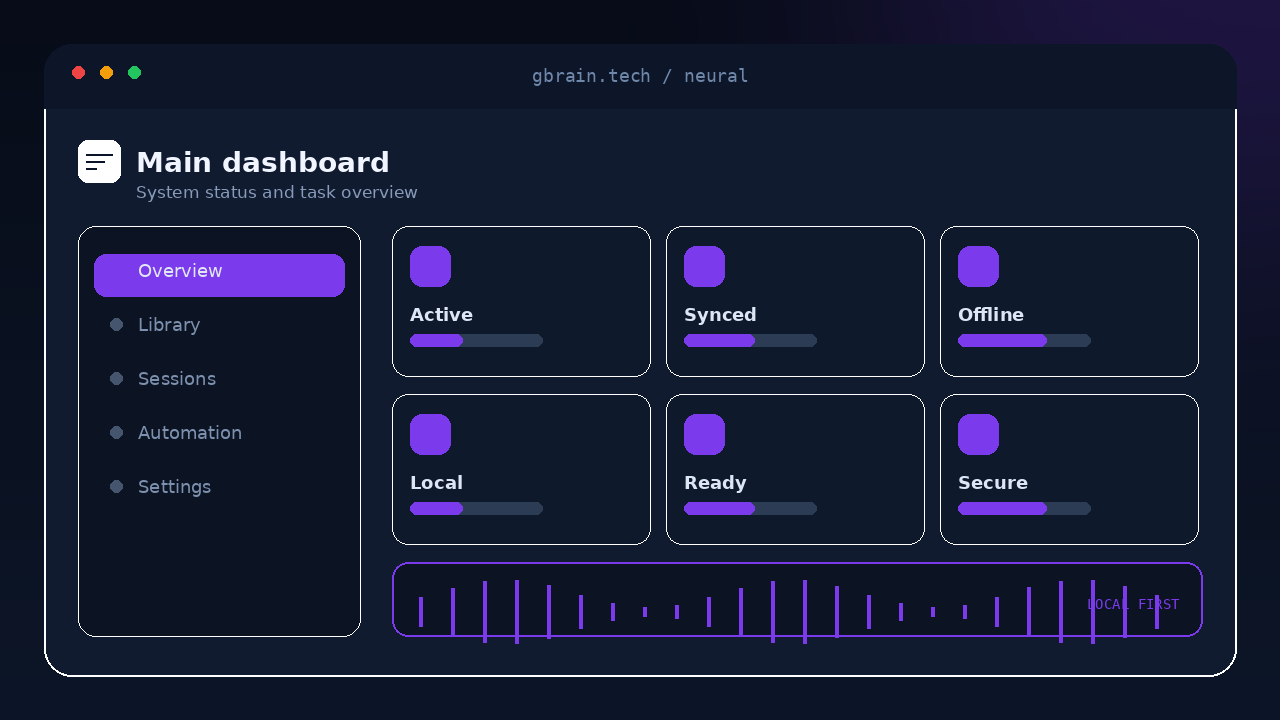 gbrain.tech / neural
Main dashboard
System status and task overview
Overview
Library
Sessions
Automation
Settings
Active
Synced
Offline
Local
Ready
Secure
LOCAL FIRST